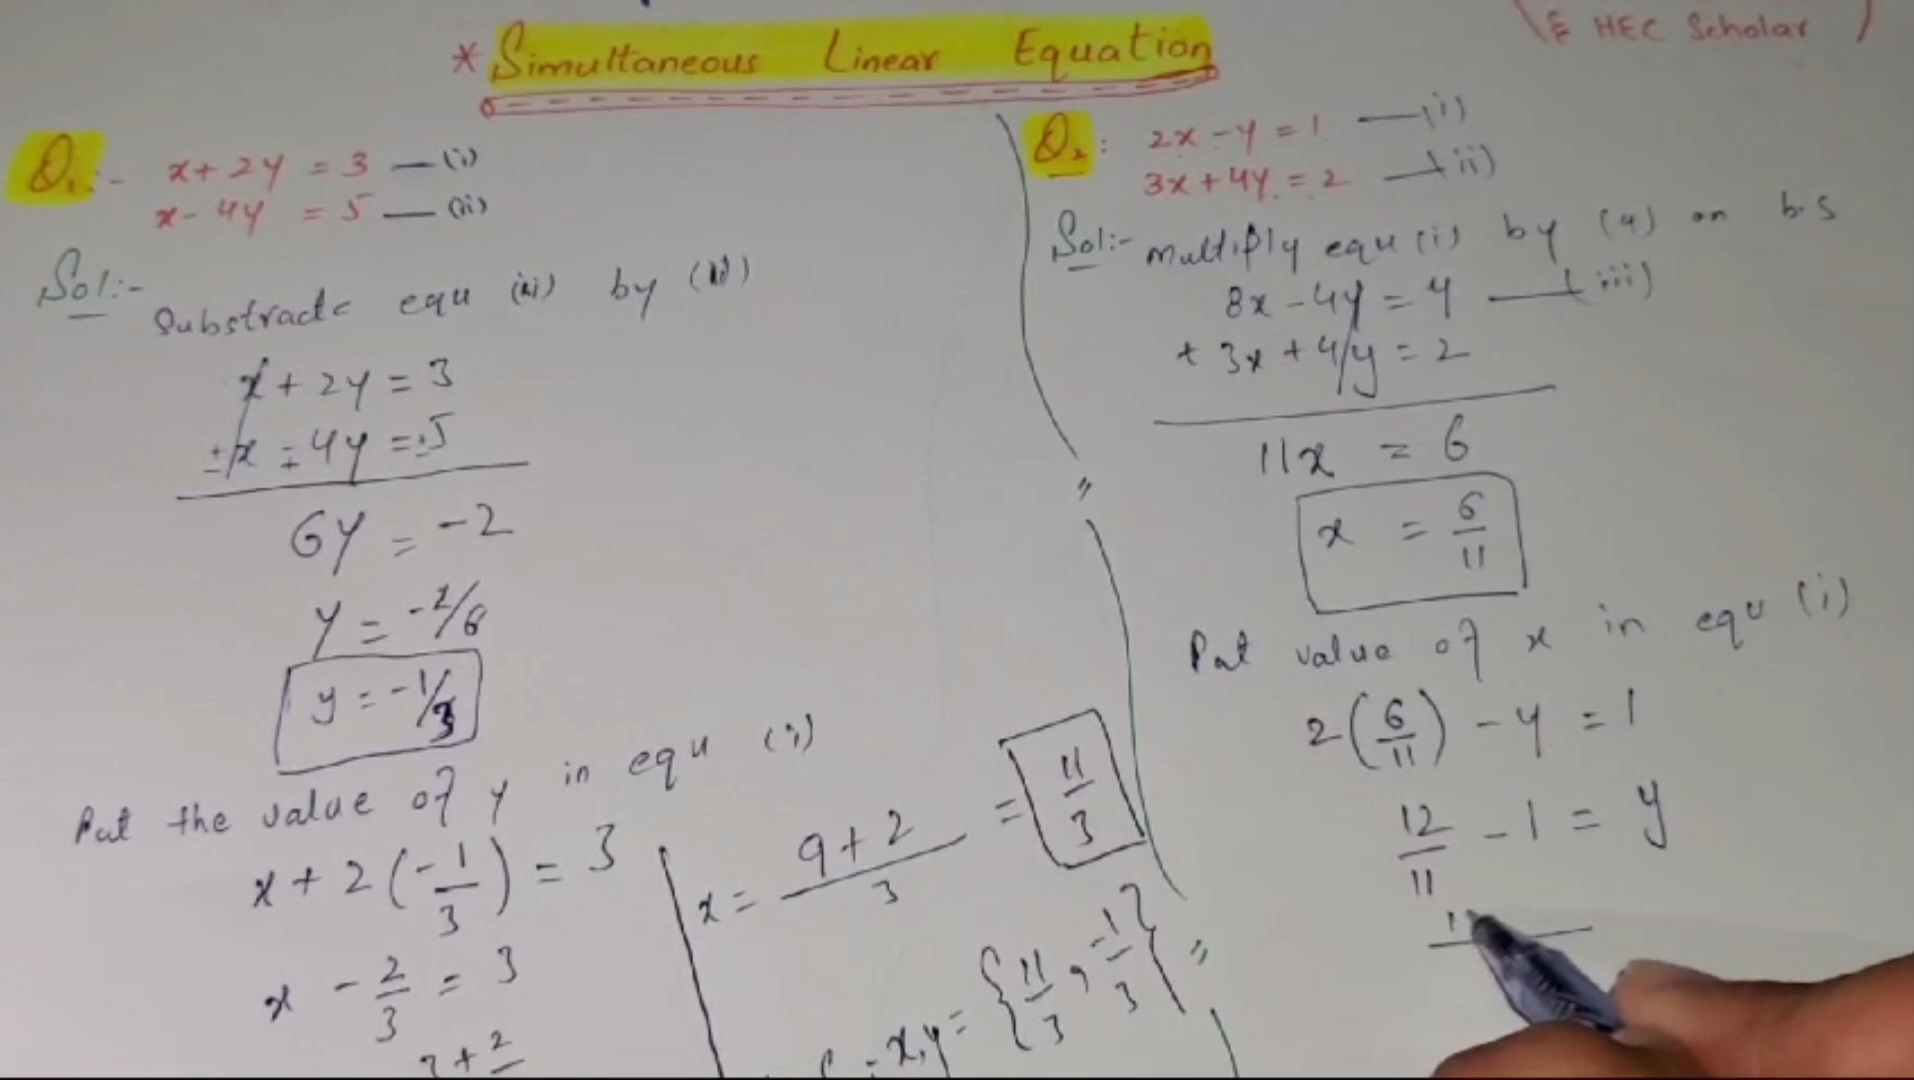 * Simultaneous Linear Equation
& HEC Scholar )
Q1:- x + 2y = 3 — (i)
x - 4y = 5 — (ii)
Sol:-
Substracte equ (ii) by (i)
x + 2y = 3
± x ∓ 4y = ± 5
6y = -2
y = -2/6
y = -1/3
Put the value of y in equ (i)
x + 2(-1/3) = 3
x - 2/3 = 3
3 + 2
x = 9 + 2 / 3 = 11/3
x, y = {11/3, -1/3}
Q2: 2x - y = 1 — (i)
3x + 4y = 2 — (ii)
Sol:- multiply equ (i) by (4) on b.s
8x - 4y = 4 — (iii)
+ 3x + 4y = 2
11x = 6
x = 6/11
Put value of x in equ (i)
2(6/11) - y = 1
12/11 - 1 = y